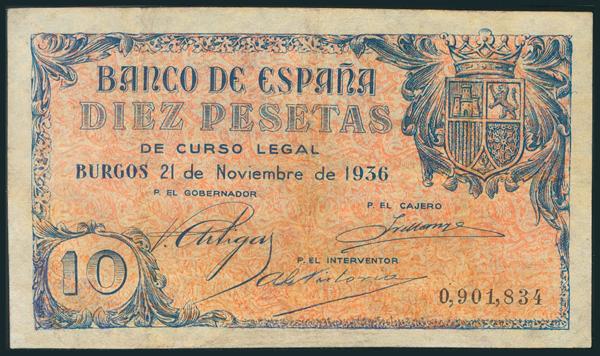 BANCO DE ESPAÑA
DIEZ PESETAS
DE CURSO LEGAL
BURGOS 21 de Noviembre de 1936
P. EL GOBERNADOR
P. EL CAJERO
P. EL INTERVENTOR
10
0,901,834